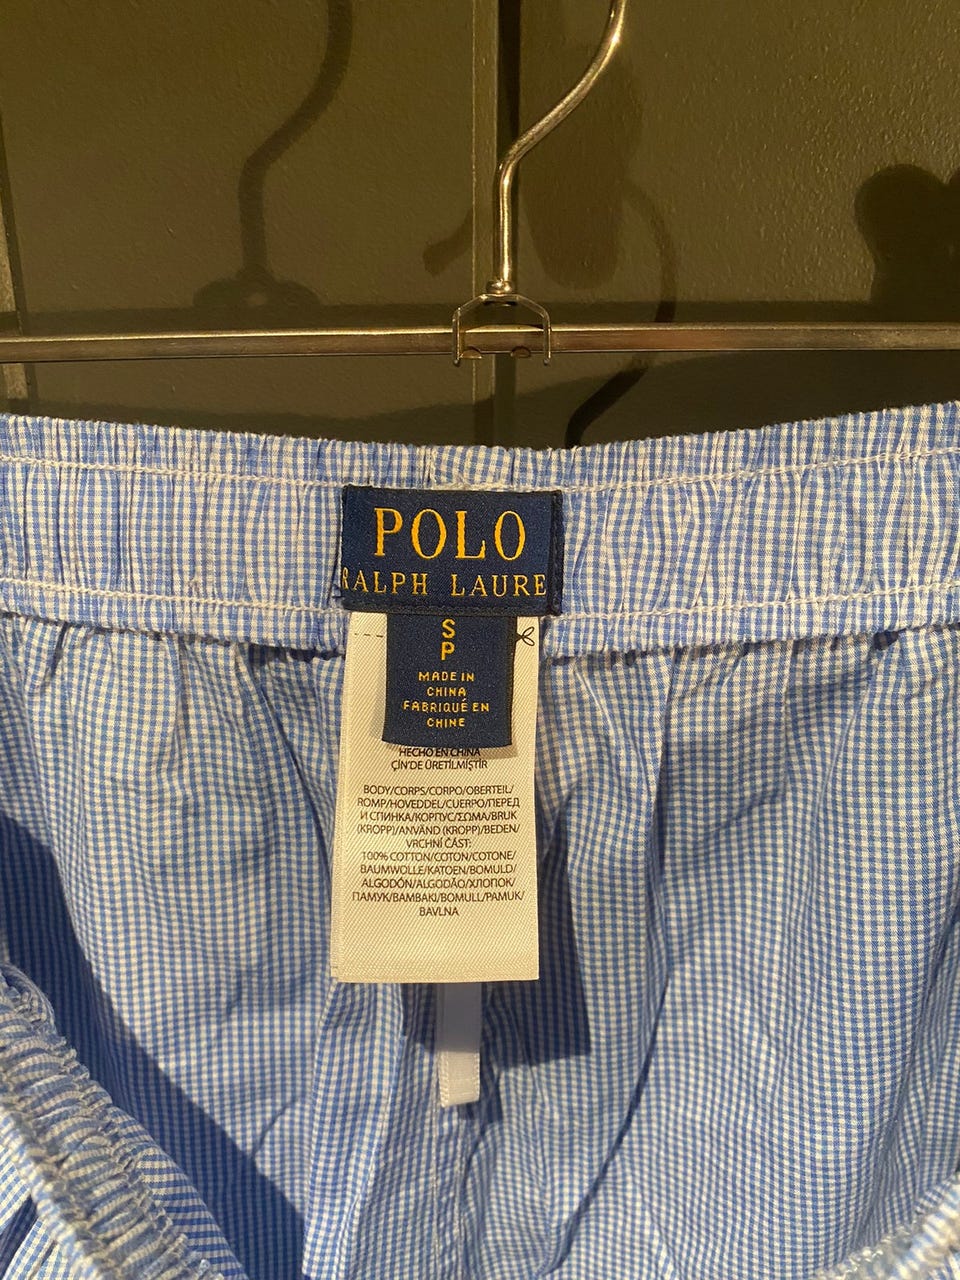 POLO
RALPH LAURE
S
P
MADE IN
CHINA
FABRIQUÉ EN
CHINE
HECHO EN CHINA
ÇİN'DE ÜRETİLMİŞTİR
BODY/CORPS/CORPO/OBERTEIL/
ROMP/HOVEDDEL/CUERPO/ПЕРЕД
И СПИНКА/КОРПУС/ΣΩΜΑ/BRUK
(KROPP)/ANVÄND (KROPP)/BEDEN/
VRCHNÍ ČÁST:
100% COTTON/COTON/COTONE/
BAUMWOLLE/KATOEN/BOMULD/
ALGODÓN/ALGODÃO/ХЛОПОК/
ПАМУК/ΒΑΜΒΑΚΙ/BOMULL/PAMUK/
BAVLNA